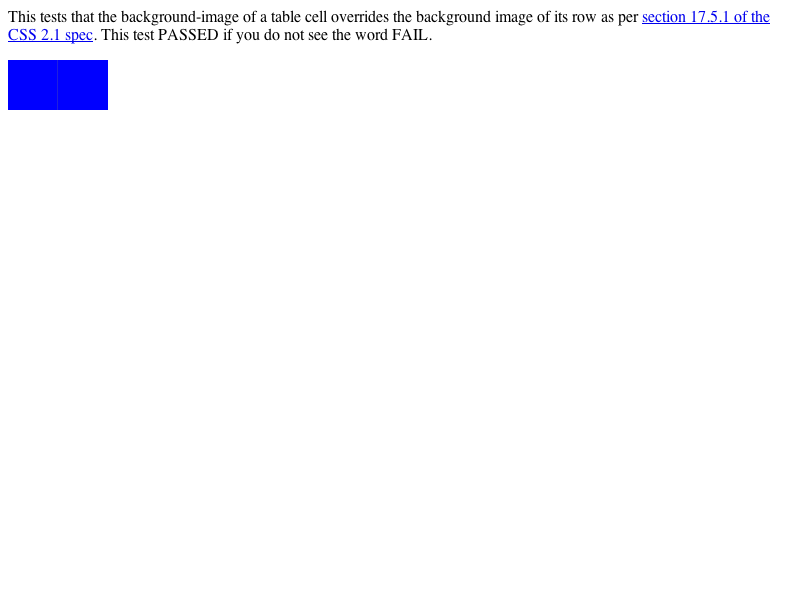 This tests that the background-image of a table cell overrides the background image of its row as per section 17.5.1 of the
CSS 2.1 spec. This test PASSED if you do not see the word FAIL.